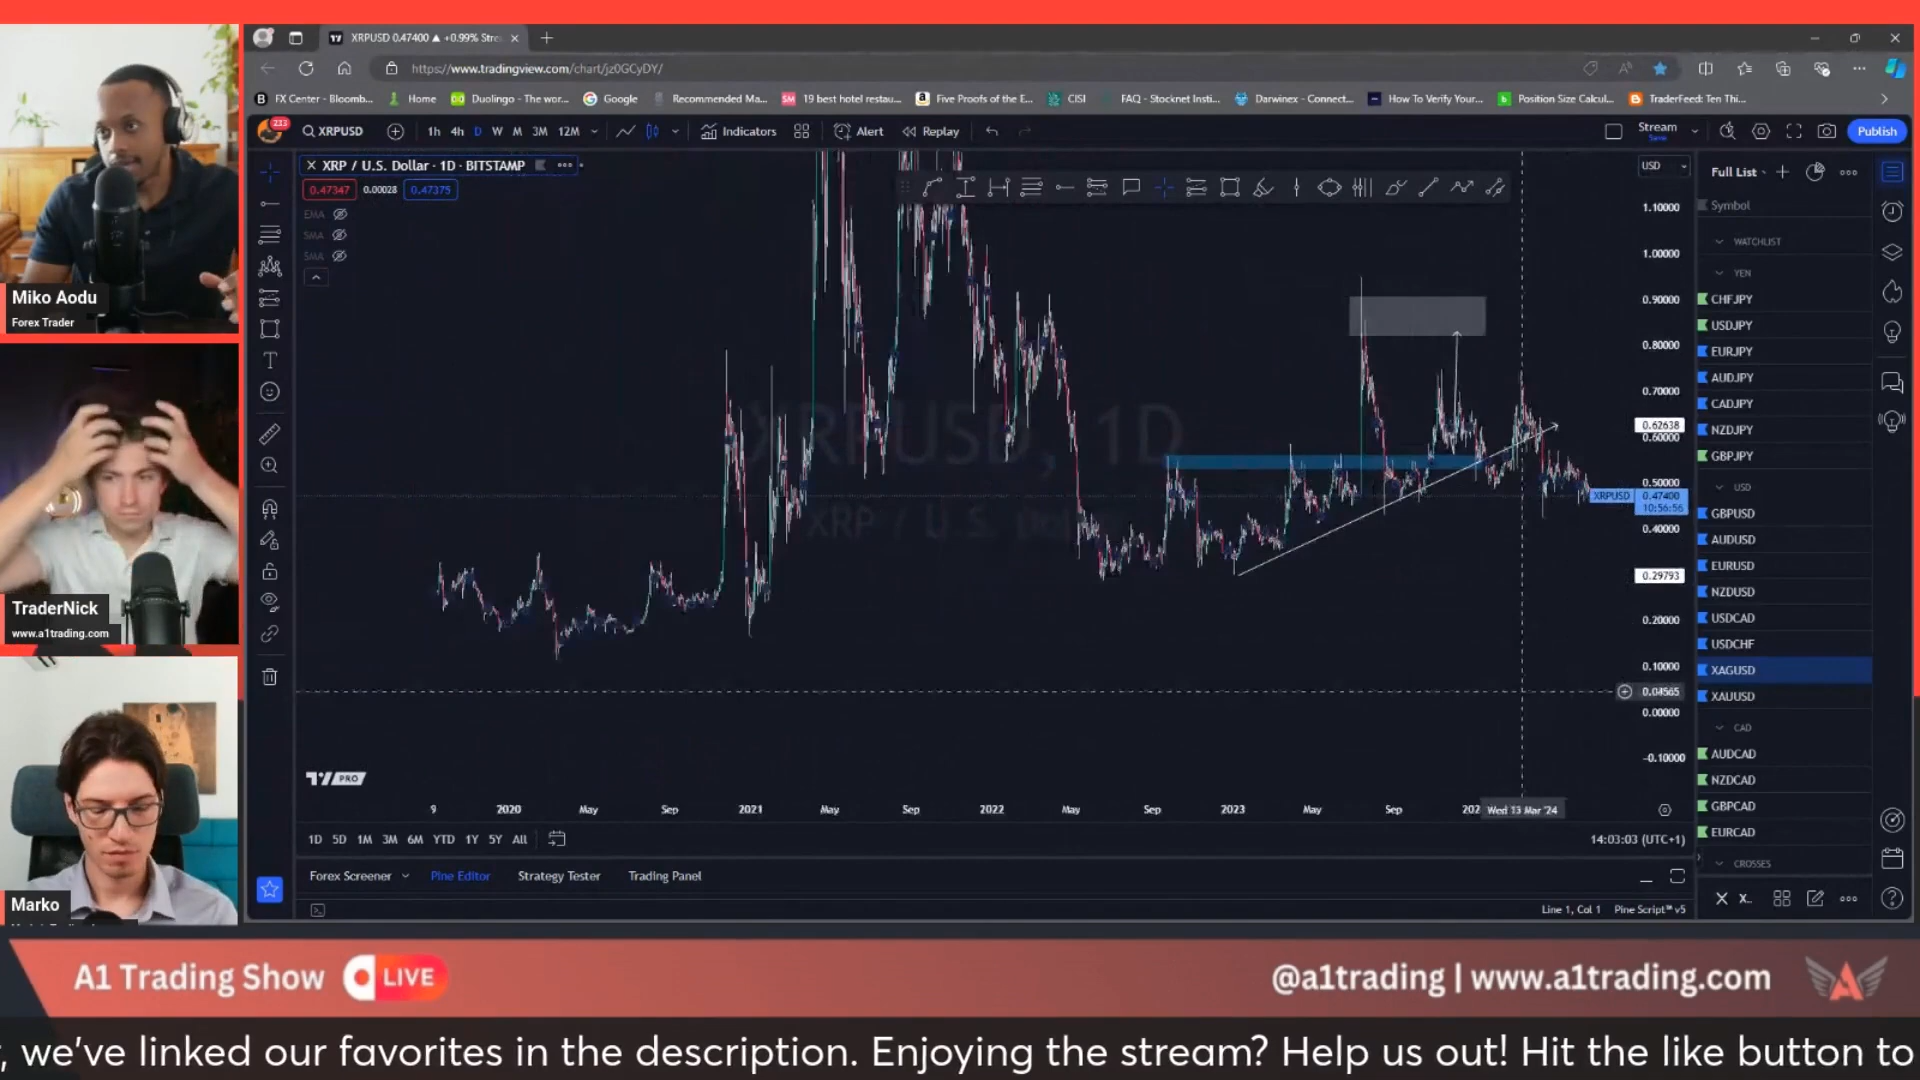 XRPUSD 0.47400 ▲ +0.99% Stre
https://www.tradingview.com/chart/jz0GCyDY/
FX Center - Bloomb...
Home
Duolingo - The wor...
Google
Recommended Ma...
19 best hotel restau...
Five Proofs of the E...
CISI
FAQ - Stocknet Insti...
Darwinex - Connect...
How To Verify Your...
Position Size Calcul...
TraderFeed: Ten Thi...
233
XRPUSD
1h 4h D W M 3M 12M
Indicators
Alert
Replay
Stream
Save
Publish
XRP / U.S. Dollar · 1D · BITSTAMP
0.47347 0.00028 0.47375
EMA
SMA
SMA
XRPUSD, 1D
XRP / U.S. Dollar
USD
1.10000
1.00000
0.90000
0.80000
0.70000
0.62638
0.60000
0.50000
XRPUSD 0.47400
10:56:56
0.40000
0.29793
0.20000
0.10000
0.04565
0.00000
-0.10000
PRO
9 2020 May Sep 2021 May Sep 2022 May Sep 2023 May Sep 202 Wed 13 Mar '24
1D 5D 1M 3M 6M YTD 1Y 5Y All
14:03:03 (UTC+1)
Forex Screener
Pine Editor
Strategy Tester
Trading Panel
Line 1, Col 1 Pine Script™ v5
Full List
Symbol
WATCHLIST
YEN
CHFJPY
USDJPY
EURJPY
AUDJPY
CADJPY
NZDJPY
GBPJPY
USD
GBPUSD
AUDUSD
EURUSD
NZDUSD
USDCAD
USDCHF
XAGUSD
XAUUSD
CAD
AUDCAD
NZDCAD
GBPCAD
EURCAD
CROSSES
X..
Miko Aodu
Forex Trader
TraderNick
www.a1trading.com
Marko
A1 Trading Show LIVE
@a1trading | www.a1trading.com
, we've linked our favorites in the description. Enjoying the stream? Help us out! Hit the like button to